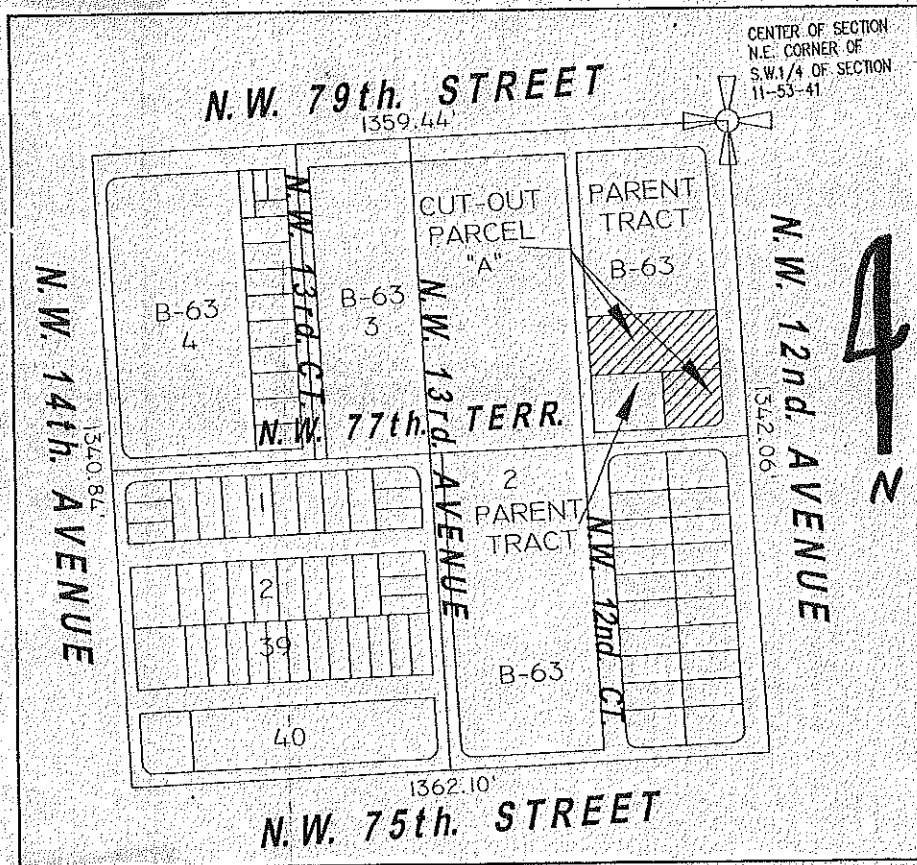 CENTER OF SECTION
N.E. CORNER OF
S.W.1/4 OF SECTION
11-53-41
N.W. 79th. STREET
1359.44'
N.W. 14th. AVENUE
1340.84'
B-63
4
N.W. 13rd. CT.
B-63
3
N.W. 13rd. AVENUE
CUT-OUT
PARCEL
"A"
PARENT
TRACT
B-63
N.W. 12nd. AVENUE
1342.06'
4
N
N.W. 77th. TERR.
1
2
39
40
2
PARENT
TRACT
B-63
N.W. 12nd. CT.
1362.10'
N.W. 75th. STREET